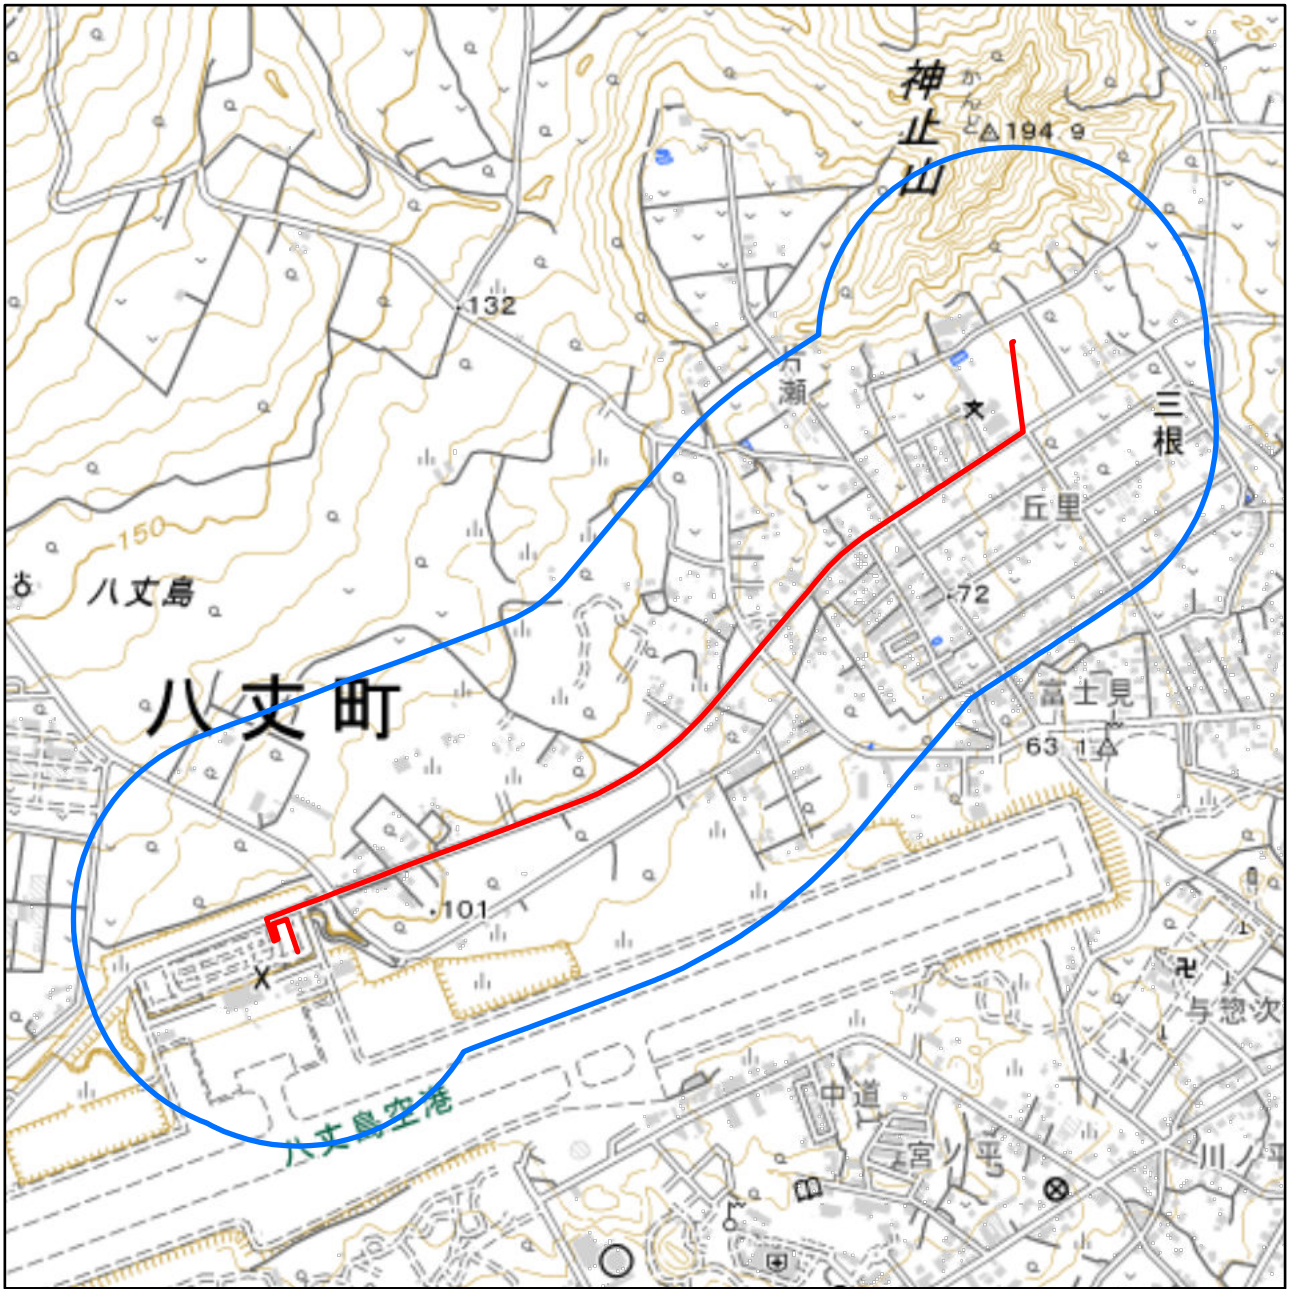 神止山
かんど
194.9
25
132
片瀬
三根
丘里
150
八丈島
72
八丈町
富士見
63.1
101
与惣次
八丈島空港
中道
宮ノ平
川ノ平